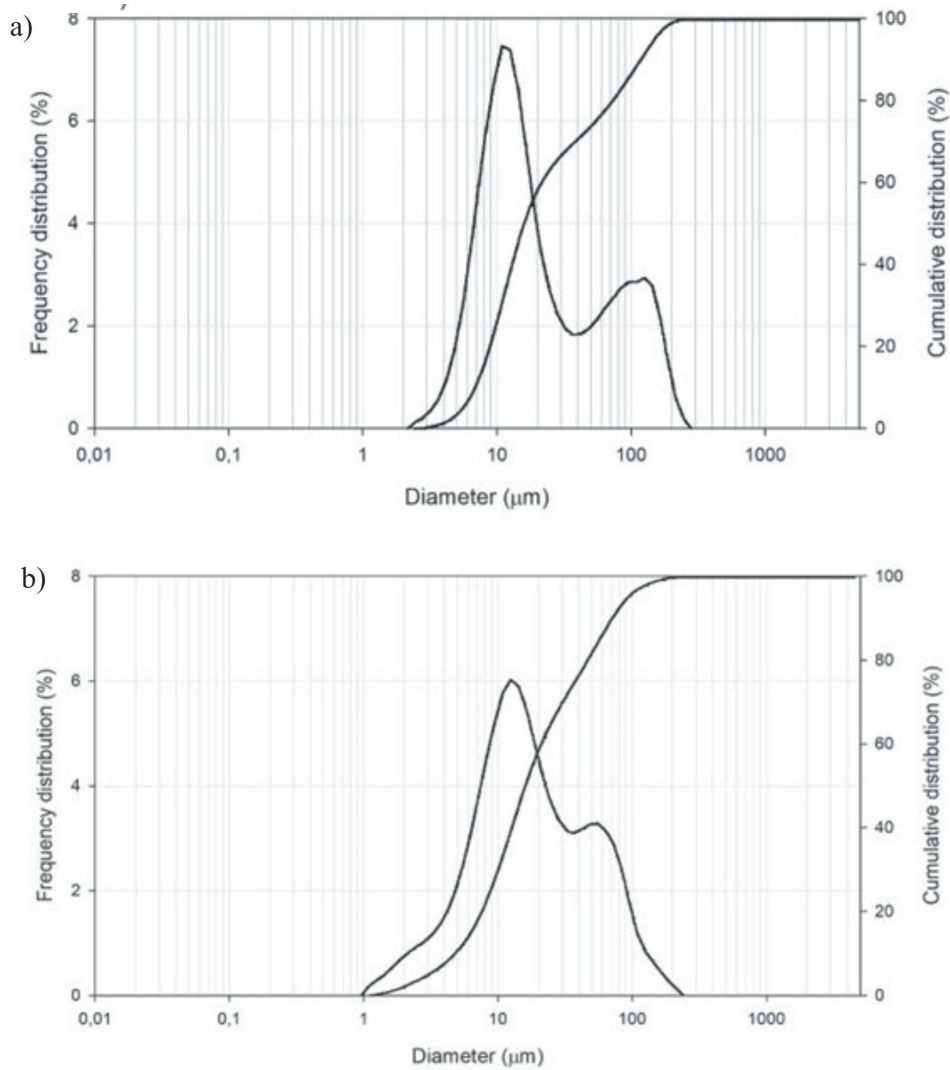 a)
8
6
4
2
0
Frequency distribution (%)
100
80
60
40
20
0
Cumulative distribution (%)
0,01 0,1 1 10 100 1000
Diameter (μm)
b)
8
6
4
2
0
Frequency distribution (%)
100
80
60
40
20
0
Cumulative distribution (%)
0,01 0,1 1 10 100 1000
Diameter (μm)